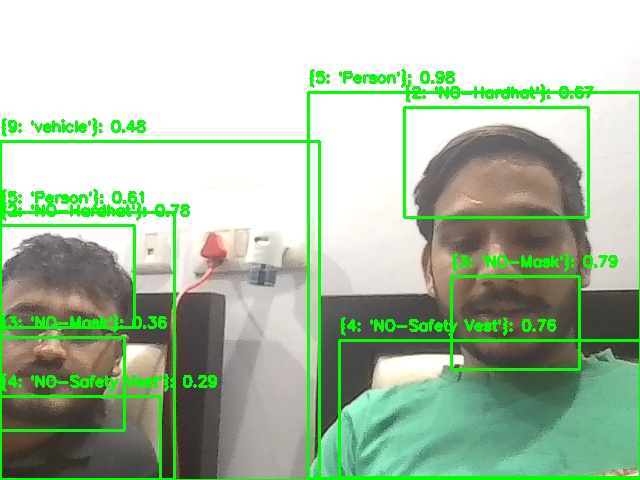 {5: 'Person'}: 0.98
{2: 'NO-Hardhat'}: 0.67
{9: 'vehicle'}: 0.48
{5: 'Person'}: 0.61
{2: 'NO-Hardhat'}: 0.78
{3: 'NO-Mask'}: 0.79
{3: 'NO-Mask'}: 0.36
{4: 'NO-Safety Vest'}: 0.76
{4: 'NO-Safety Vest'}: 0.29